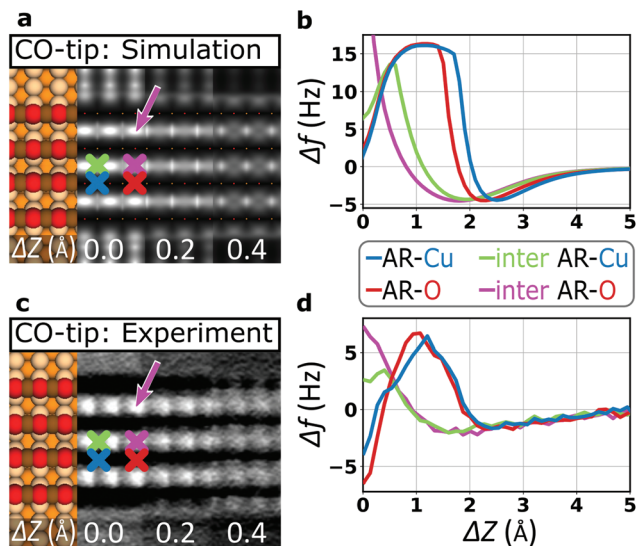 a
CO-tip: Simulation
ΔZ (Å) 0.0 0.2 0.4
b
Δf (Hz)
15
10
5
0
−5
0 1 2 3 4 5
AR-Cu inter AR-Cu
AR-O inter AR-O
c
CO-tip: Experiment
ΔZ (Å) 0.0 0.2 0.4
d
Δf (Hz)
5
0
−5
0 1 2 3 4 5
ΔZ (Å)